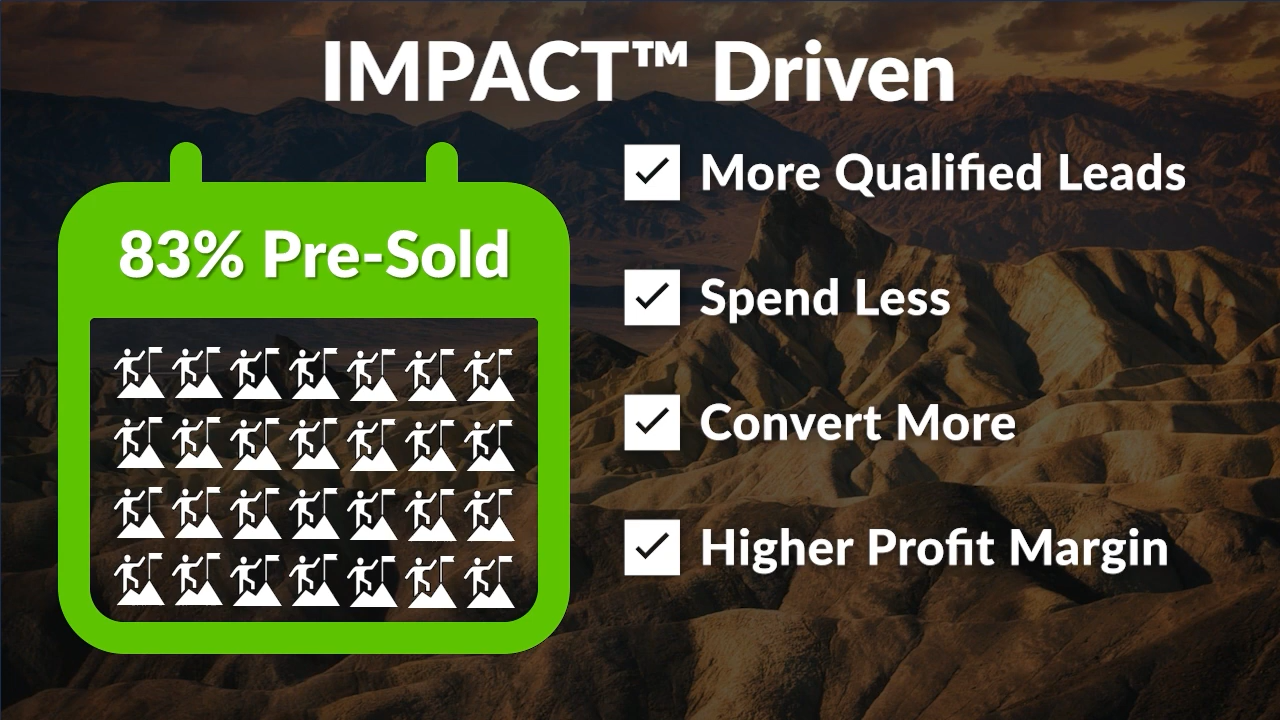 IMPACT™ Driven
83% Pre-Sold
More Qualified Leads
Spend Less
Convert More
Higher Profit Margin